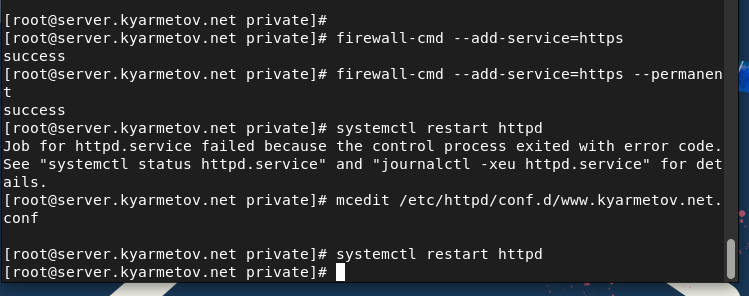 [root@server.kyarmetov.net private]#
[root@server.kyarmetov.net private]# firewall-cmd --add-service=https
success
[root@server.kyarmetov.net private]# firewall-cmd --add-service=https --permanen
t
success
[root@server.kyarmetov.net private]# systemctl restart httpd
Job for httpd.service failed because the control process exited with error code.
See "systemctl status httpd.service" and "journalctl -xeu httpd.service" for det
ails.
[root@server.kyarmetov.net private]# mcedit /etc/httpd/conf.d/www.kyarmetov.net.
conf

[root@server.kyarmetov.net private]# systemctl restart httpd
[root@server.kyarmetov.net private]#